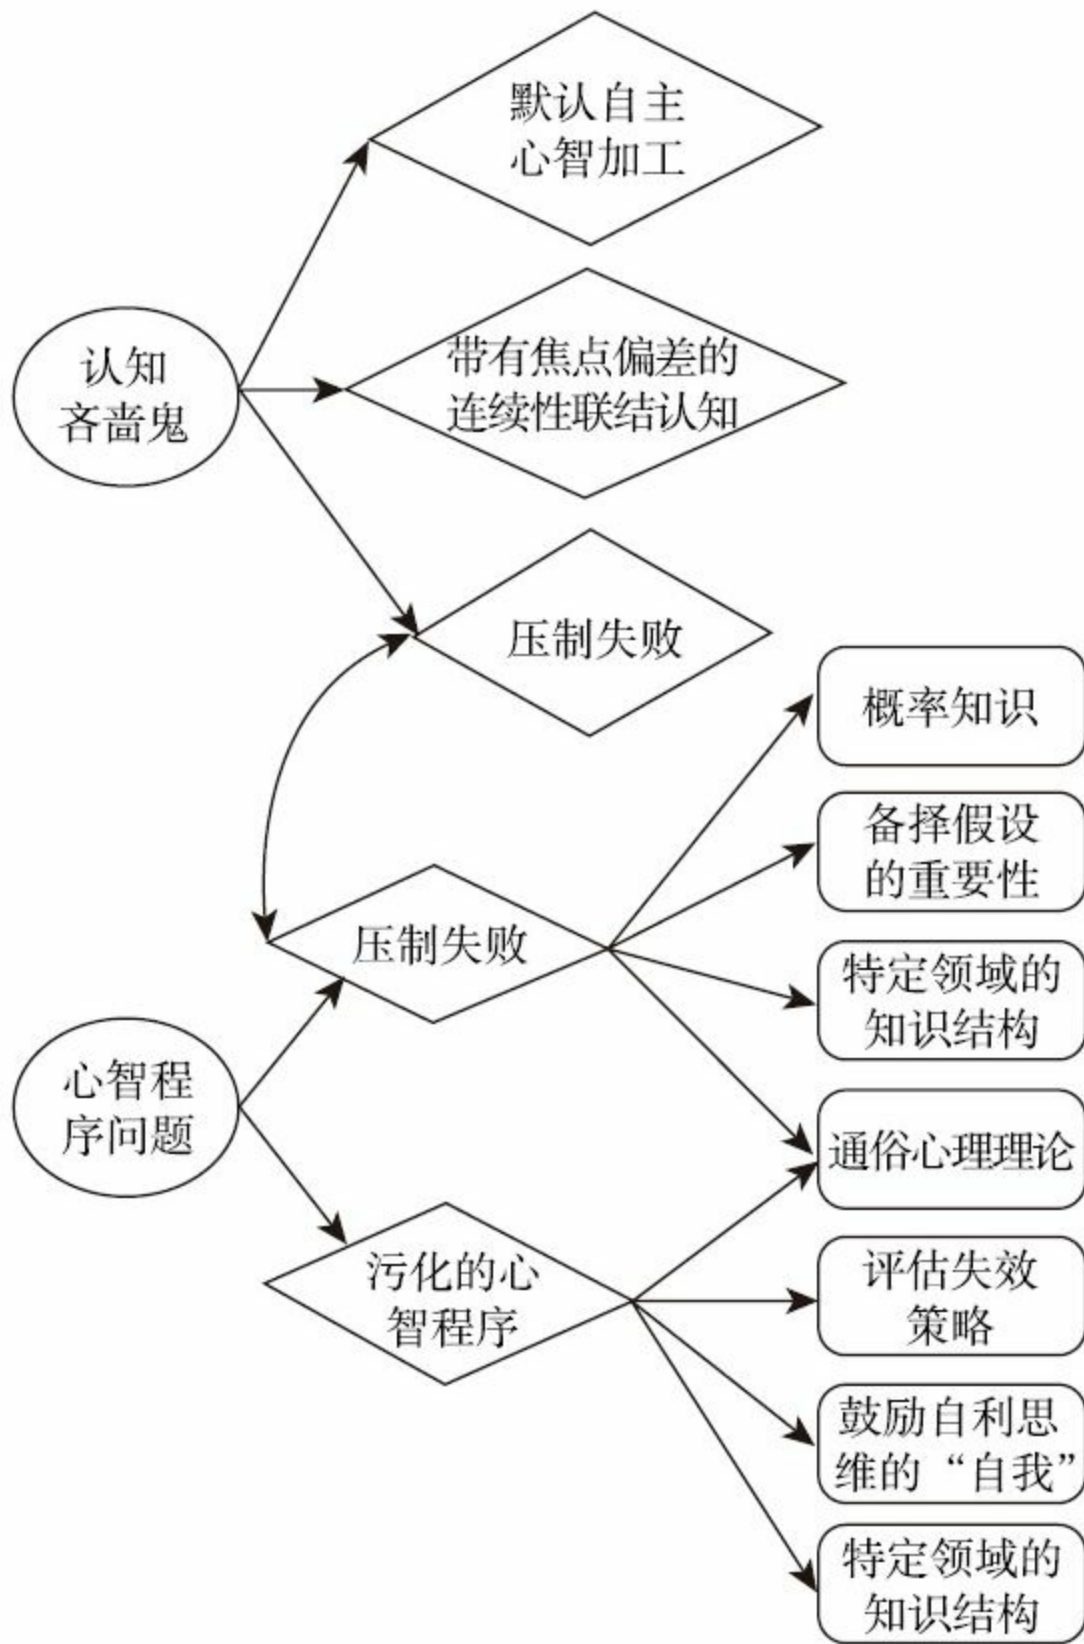 默认自主
心智加工
认知
吝啬鬼
带有焦点偏差的
连续性联结认知
压制失败
概率知识
备择假设
的重要性
压制失败
特定领域的
知识结构
心智程
序问题
通俗心理理论
污化的心
智程序
评估失效
策略
鼓励自利思
维的“自我”
特定领域的
知识结构